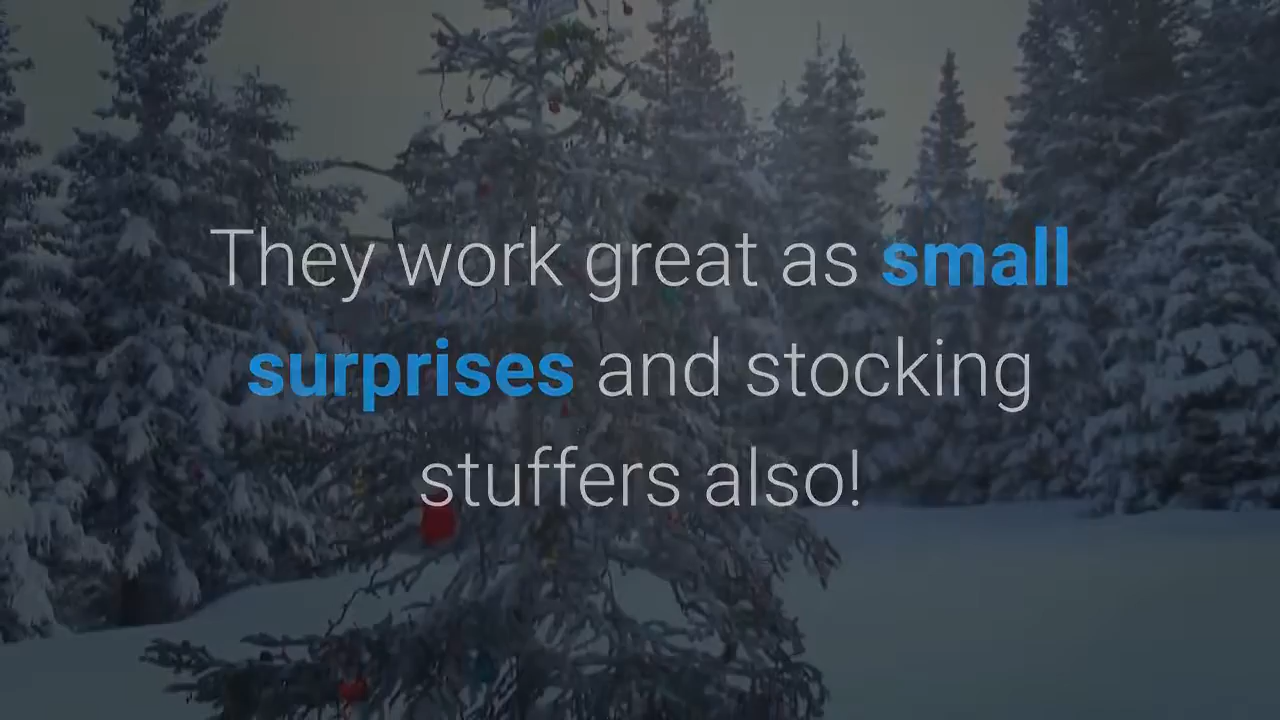 They work great as small
surprises and stocking
stuffers also!